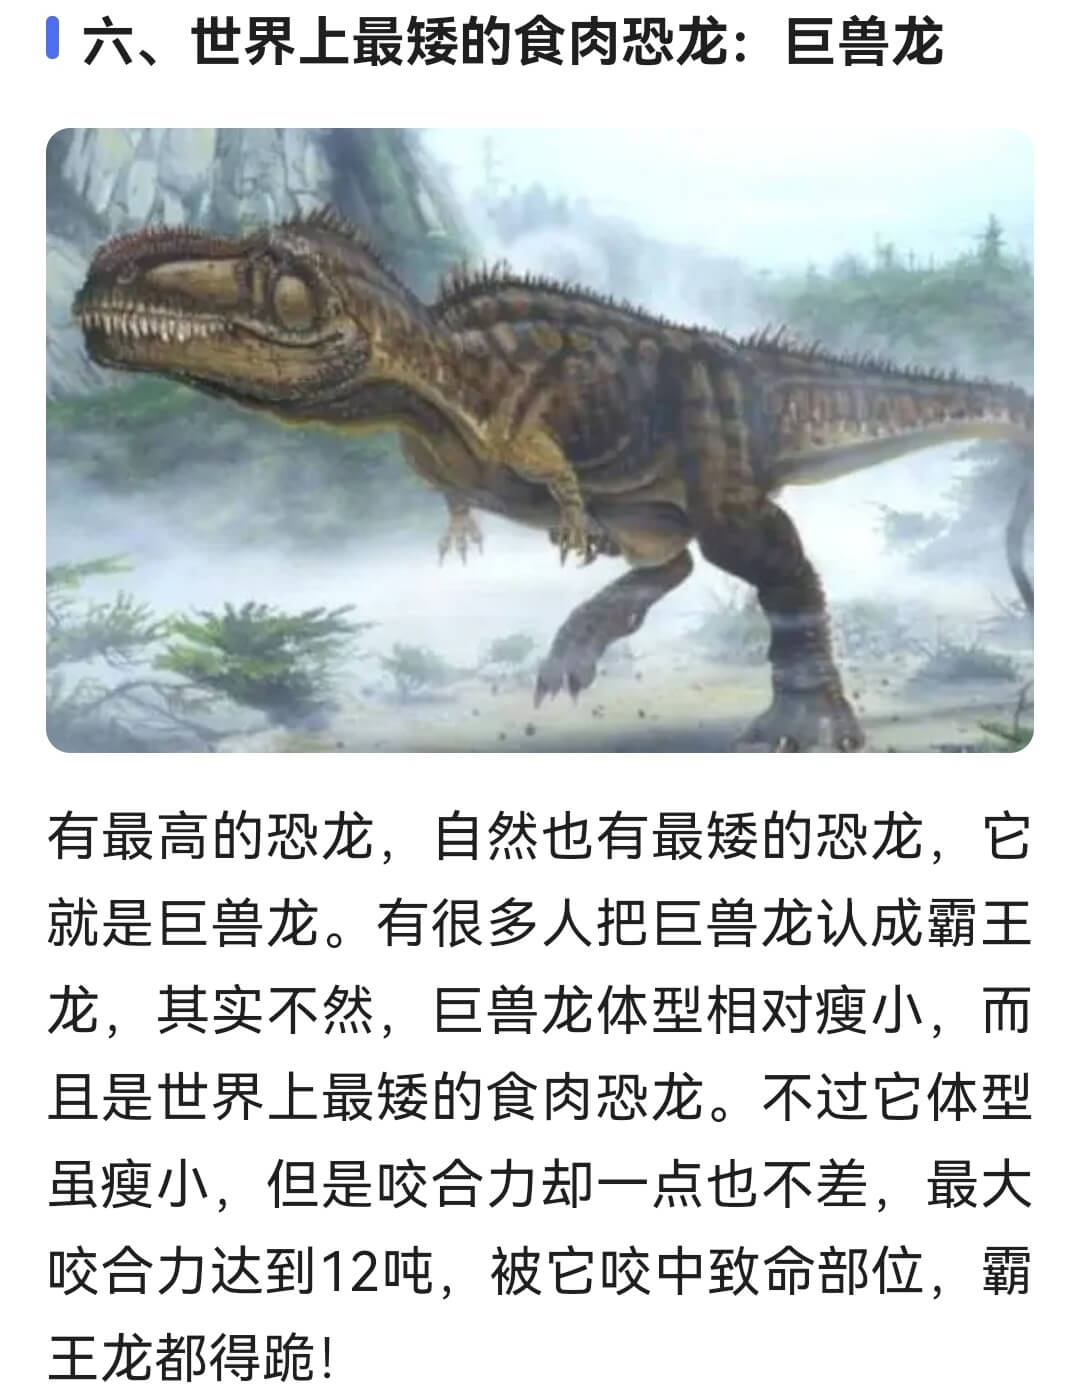 六、世界上最矮的食肉恐龙：巨兽龙
有最高的恐龙，自然也有最矮的恐龙，它
就是巨兽龙。有很多人把巨兽龙认成霸王
龙，其实不然，巨兽龙体型相对瘦小，而
且是世界上最矮的食肉恐龙。不过它体型
虽瘦小，但是咬合力却一点也不差，最大
咬合力达到12吨，被它咬中致命部位，霸
王龙都得跪！